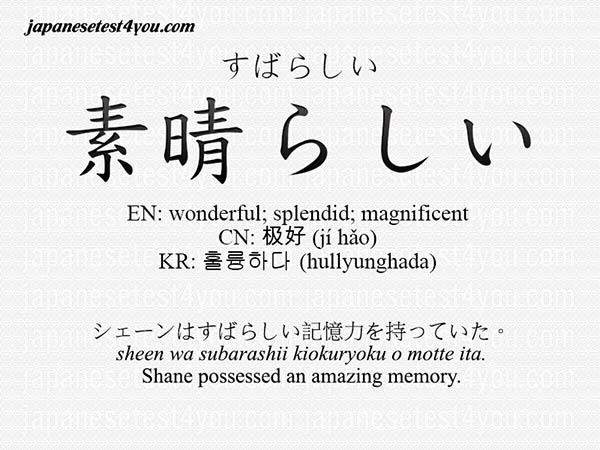 japanesetest4you.com
すばらしい
素晴らしい
EN: wonderful; splendid; magnificent
CN: 极好 (jí hǎo)
KR: 훌륭하다 (hullyunghada)
シェーンはすばらしい記憶力を持っていた。
sheen wa subarashii kiokuryoku o motte ita.
Shane possessed an amazing memory.